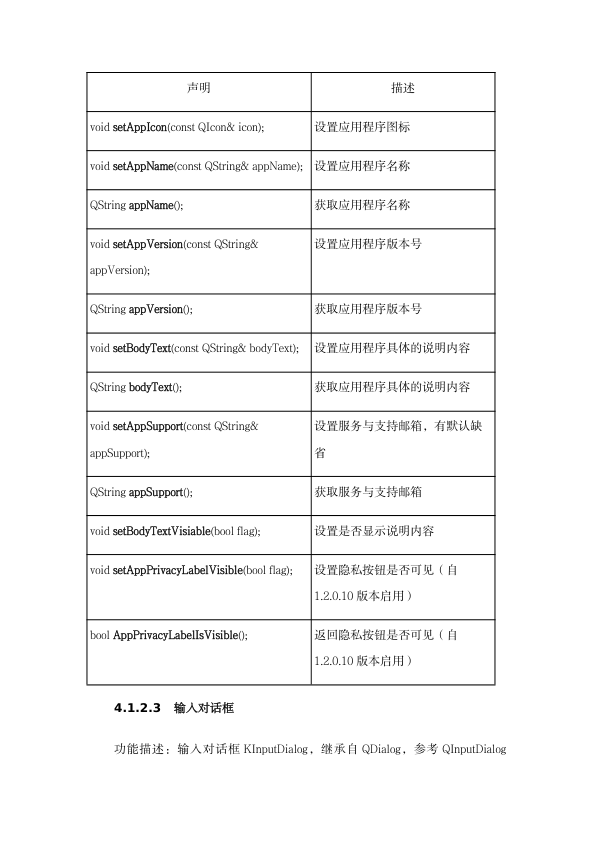 声明 描述
void setAppIcon(const QIcon& icon); 设置应用程序图标
void setAppName(const QString& appName); 设置应用程序名称
QString appName(); 获取应用程序名称
void setAppVersion(const QString& 设置应用程序版本号
appVersion);
QString appVersion(); 获取应用程序版本号
void setBodyText(const QString& bodyText); 设置应用程序具体的说明内容
QString bodyText(); 获取应用程序具体的说明内容
void setAppSupport(const QString& 设置服务与支持邮箱，有默认缺
appSupport); 省
QString appSupport(); 获取服务与支持邮箱
void setBodyTextVisiable(bool flag); 设置是否显示说明内容
void setAppPrivacyLabelVisible(bool flag); 设置隐私按钮是否可见（自
1.2.0.10 版本启用）
bool AppPrivacyLabelIsVisible(); 返回隐私按钮是否可见（自
1.2.0.10 版本启用）
4.1.2.3 输入对话框
功能描述：输入对话框 KInputDialog，继承自 QDialog，参考 QInputDialog